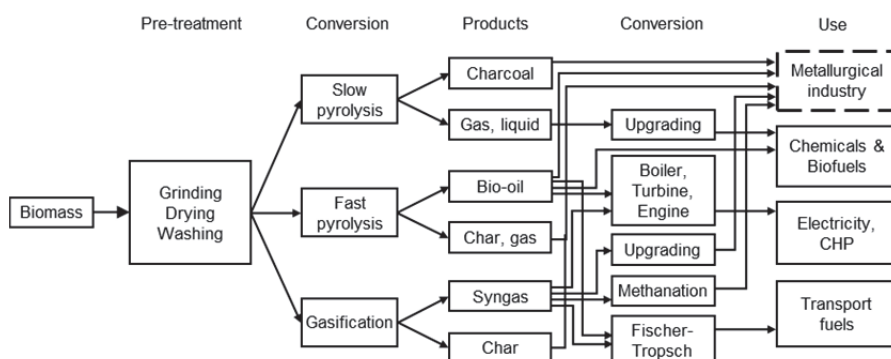 Pre-treatment
Conversion
Products
Conversion
Use
Biomass
Grinding
Drying
Washing
Slow
pyrolysis
Fast
pyrolysis
Gasification
Charcoal
Gas, liquid
Bio-oil
Char, gas
Syngas
Char
Upgrading
Boiler,
Turbine,
Engine
Upgrading
Methanation
Fischer-
Tropsch
Metallurgical
industry
Chemicals &
Biofuels
Electricity,
CHP
Transport
fuels